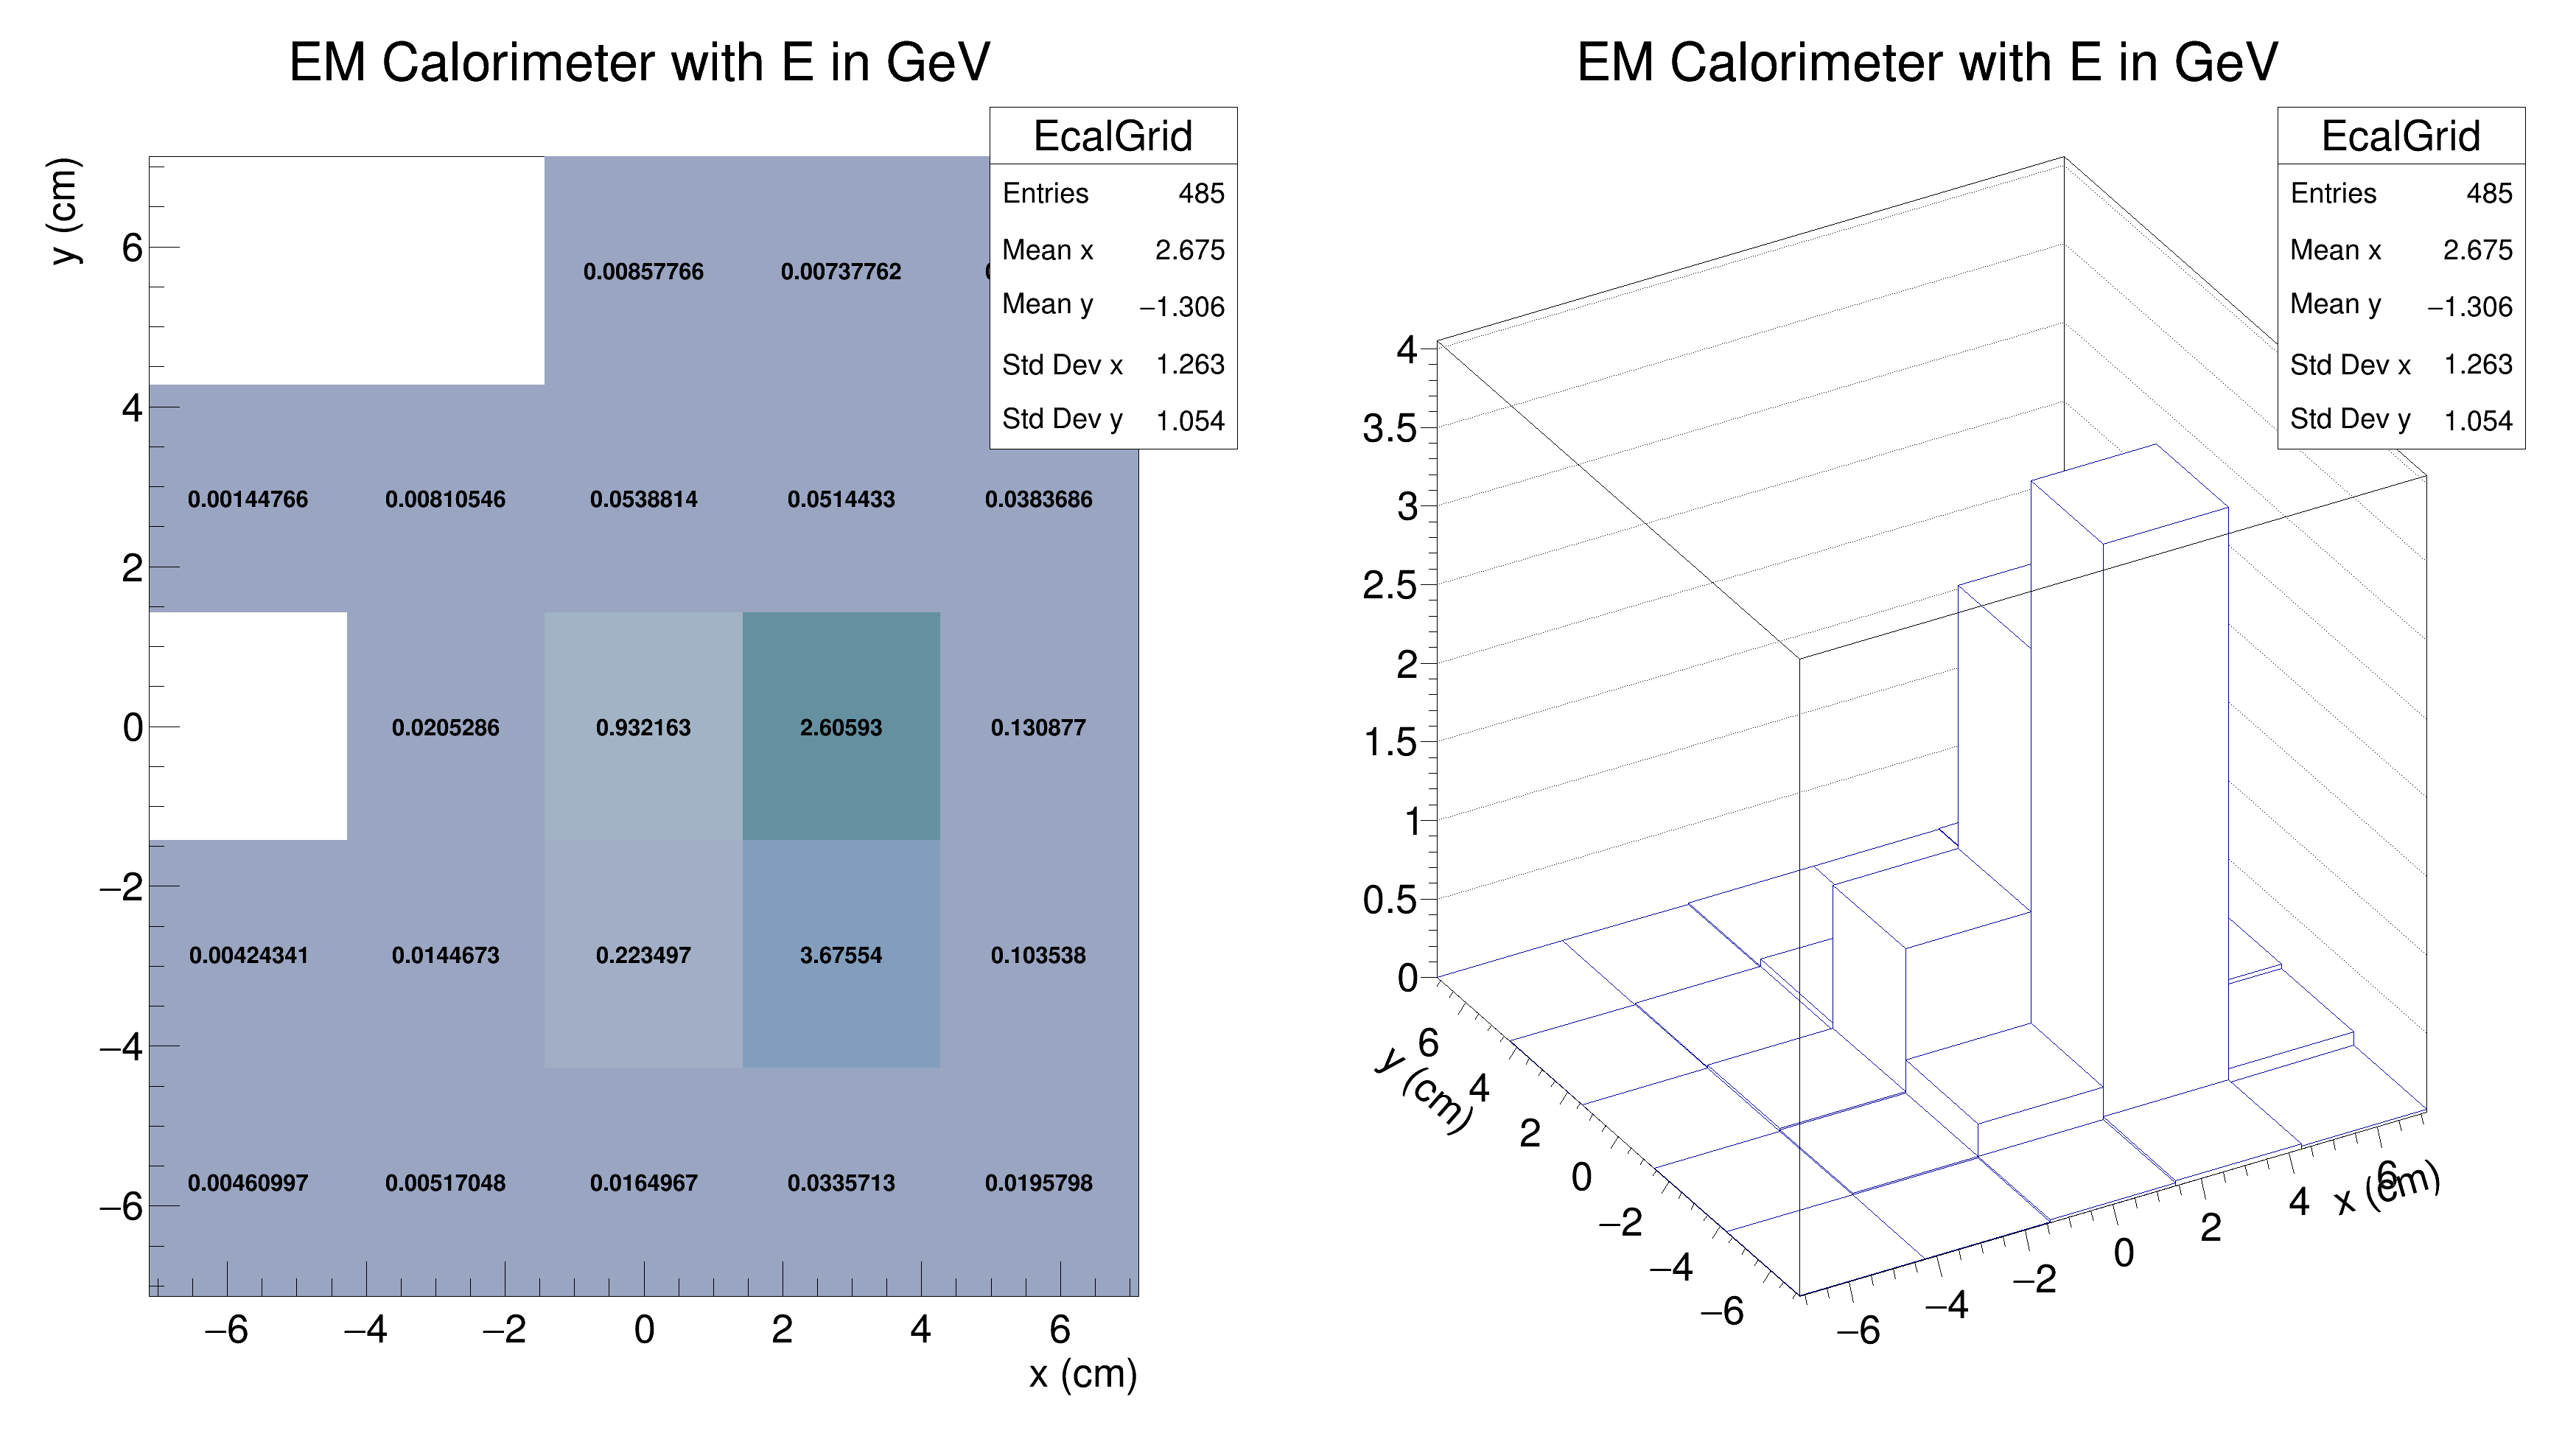 EM Calorimeter with E in GeV
EcalGrid
Entries 485
Mean x 2.675
Mean y −1.306
Std Dev x 1.263
Std Dev y 1.054
y (cm)
6
4
2
0
−2
−4
−6
0.00857766 0.00737762
0.00144766 0.00810546 0.0538814 0.0514433 0.0383686
0.0205286 0.932163 2.60593 0.130877
0.00424341 0.0144673 0.223497 3.67554 0.103538
0.00460997 0.00517048 0.0164967 0.0335713 0.0195798
−6 −4 −2 0 2 4 6
x (cm)
EM Calorimeter with E in GeV
EcalGrid
Entries 485
Mean x 2.675
Mean y −1.306
Std Dev x 1.263
Std Dev y 1.054
4
3.5
3
2.5
2
1.5
1
0.5
0
y (cm)
6
4
2
0
−2
−4
−6
−6 −4 −2 0 2 4 6
x (cm)